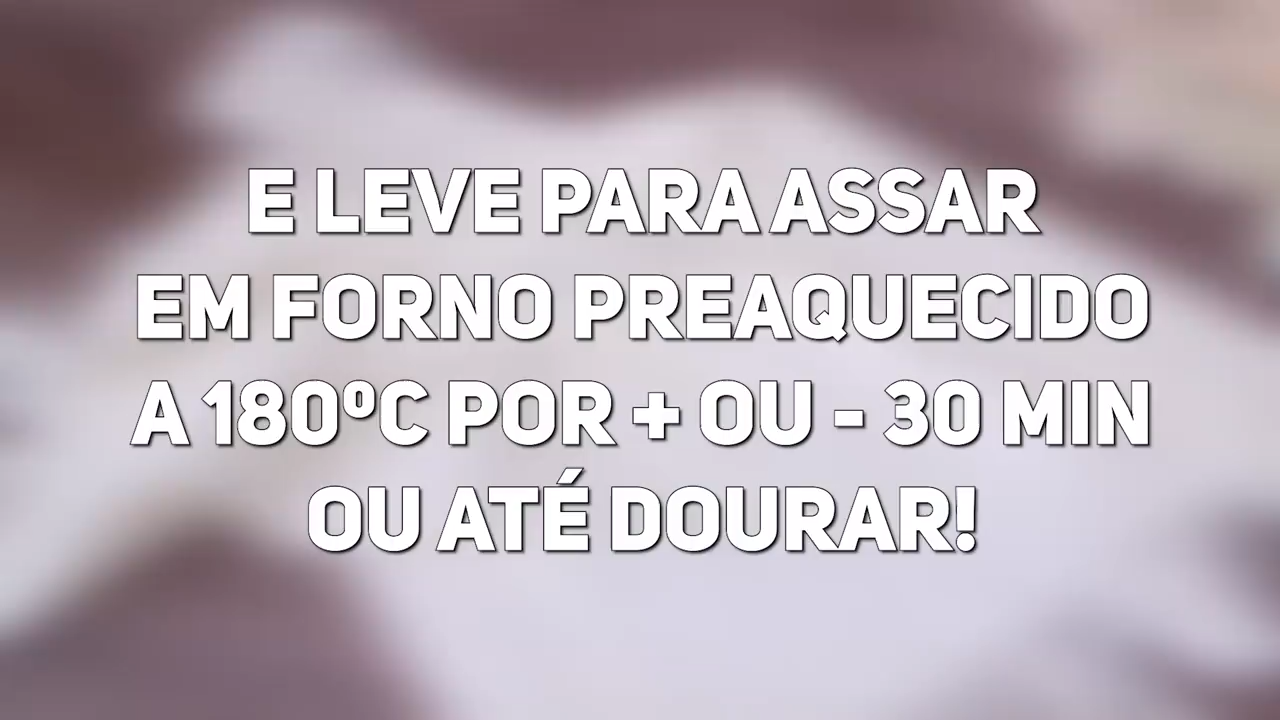 E LEVE PARA ASSAR
EM FORNO PREAQUECIDO
A 180ºC POR + OU - 30 MIN
OU ATÉ DOURAR!